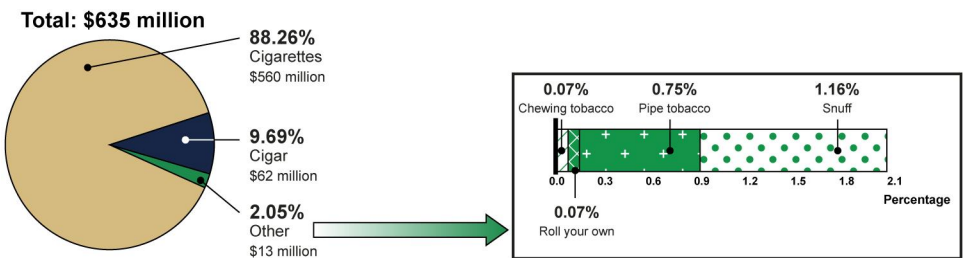 Total: $635 million
88.26%
Cigarettes
$560 million
9.69%
Cigar
$62 million
2.05%
Other
$13 million
0.07%
Chewing tobacco
0.75%
Pipe tobacco
1.16%
Snuff
0.0 0.3 0.6 0.9 1.2 1.5 1.8 2.1
Percentage
0.07%
Roll your own